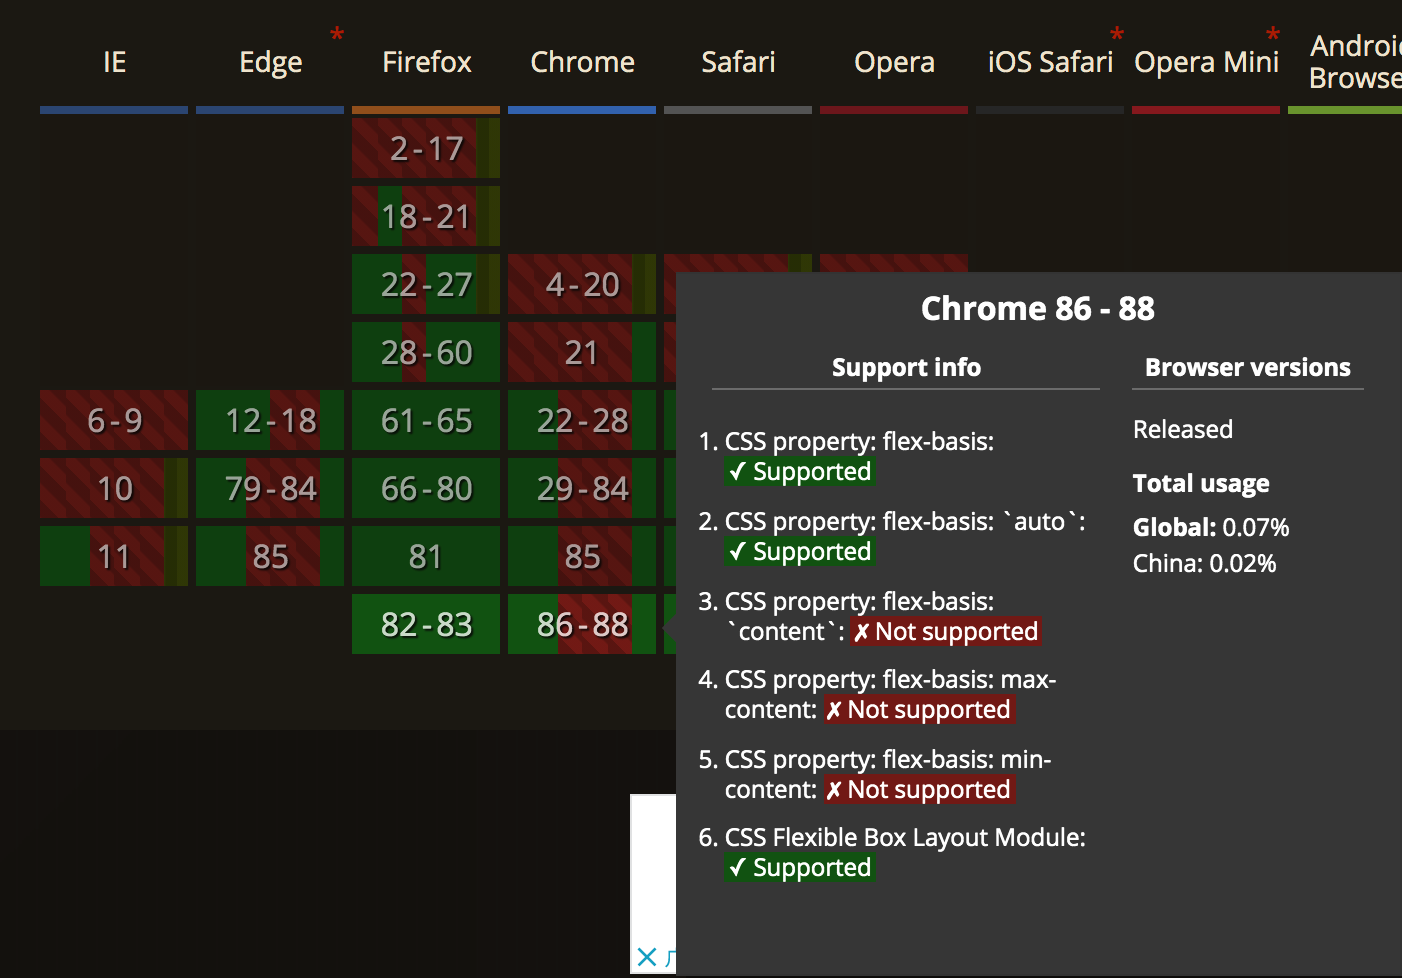 IE
Edge
*
Firefox
Chrome
Safari
Opera
iOS Safari
*
Opera Mini
*
Browse
2-17
18-21
22-27
4-20
28-60
21
6-9
12-18
61-65
22-28
10
79-84
66-80
29-84
11
85
81
85
82-83
86-88
Chrome 86 - 88
Support info
1. CSS property: flex-basis:
✓ Supported
2. CSS property: flex-basis: `auto`:
✓ Supported
3. CSS property: flex-basis:
`content`: ✗ Not supported
4. CSS property: flex-basis: max-
content: ✗ Not supported
5. CSS property: flex-basis: min-
content: ✗ Not supported
6. CSS Flexible Box Layout Module:
✓ Supported
Browser versions
Released
Total usage
Global: 0.07%
China: 0.02%